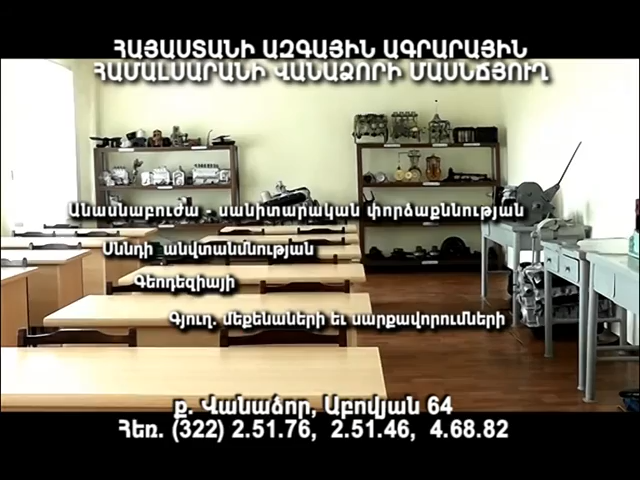 ՀԱՅԱՍՏԱՆԻ ԱԶԳԱՅԻՆ ԱԳՐԱՐԱՅԻՆ
ՀԱՄԱԼՍԱՐԱՆԻ ՎԱՆԱՁՈՐԻ ՄԱՍՆՃՅՈՒՂ
Անասնաբուժա - սանիտարական փորձաքննության
Սննդի անվտանմնության
Գեոդեզիայի
Գյուղ. մեքենաների եւ սարքավորումների
ք. Վանաձոր, Աբովյան 64
Հեռ. (322) 2.51.76, 2.51.46, 4.68.82